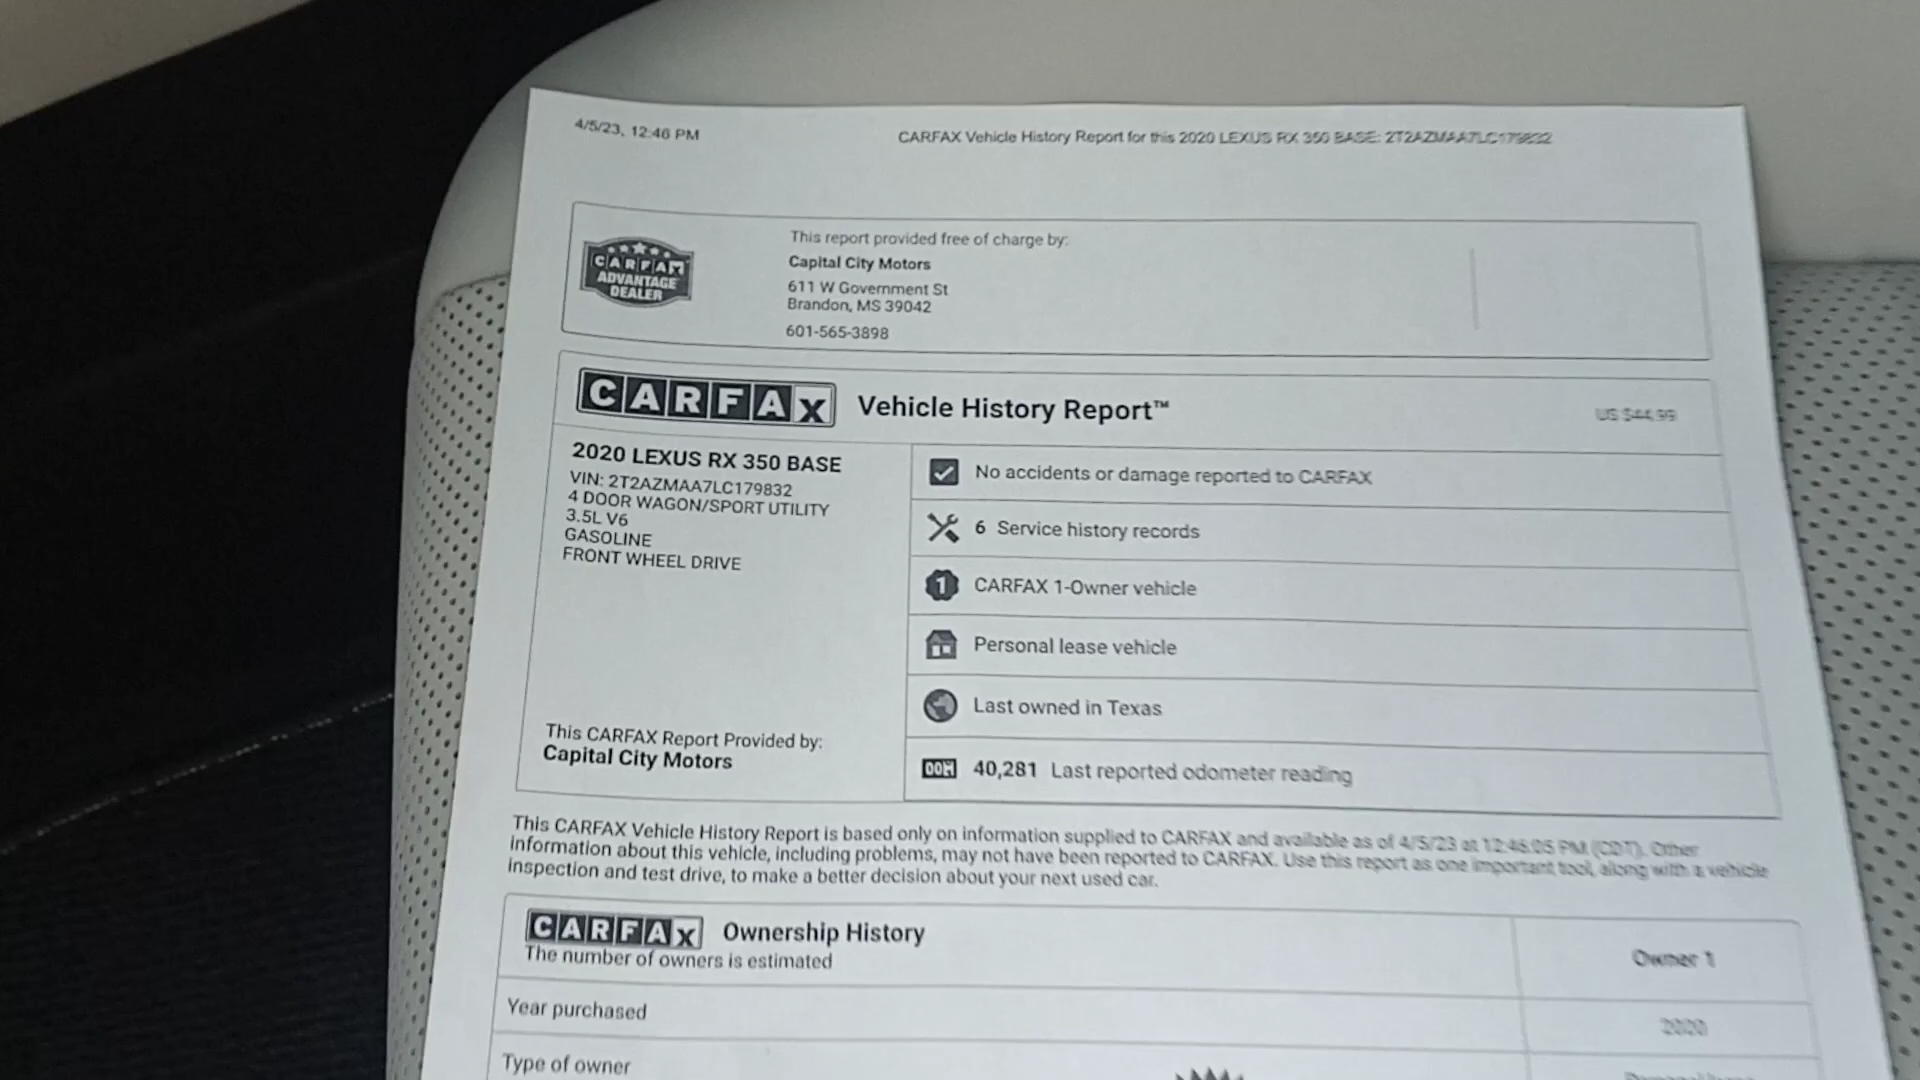 4/5/23, 12:46 PM
CARFAX Vehicle History Report for this 2020 LEXUS RX 350 BASE: 2T2AZMAA7LC179832
CARFAX
ADVANTAGE
DEALER
This report provided free of charge by:
Capital City Motors
611 W Government St
Brandon, MS 39042
601-565-3898
CARFAX Vehicle History Report™
US $44.99
2020 LEXUS RX 350 BASE
VIN: 2T2AZMAA7LC179832
4 DOOR WAGON/SPORT UTILITY
3.5L V6
GASOLINE
FRONT WHEEL DRIVE
This CARFAX Report Provided by:
Capital City Motors
No accidents or damage reported to CARFAX
6 Service history records
1 CARFAX 1-Owner vehicle
Personal lease vehicle
Last owned in Texas
40,281 Last reported odometer reading
This CARFAX Vehicle History Report is based only on information supplied to CARFAX and available as of 4/5/23 at 12:46:05 PM (CDT). Other
information about this vehicle, including problems, may not have been reported to CARFAX. Use this report as one important tool, along with a vehicle
inspection and test drive, to make a better decision about your next used car.
CARFAX Ownership History
The number of owners is estimated
Owner 1
Year purchased
2020
Type of owner